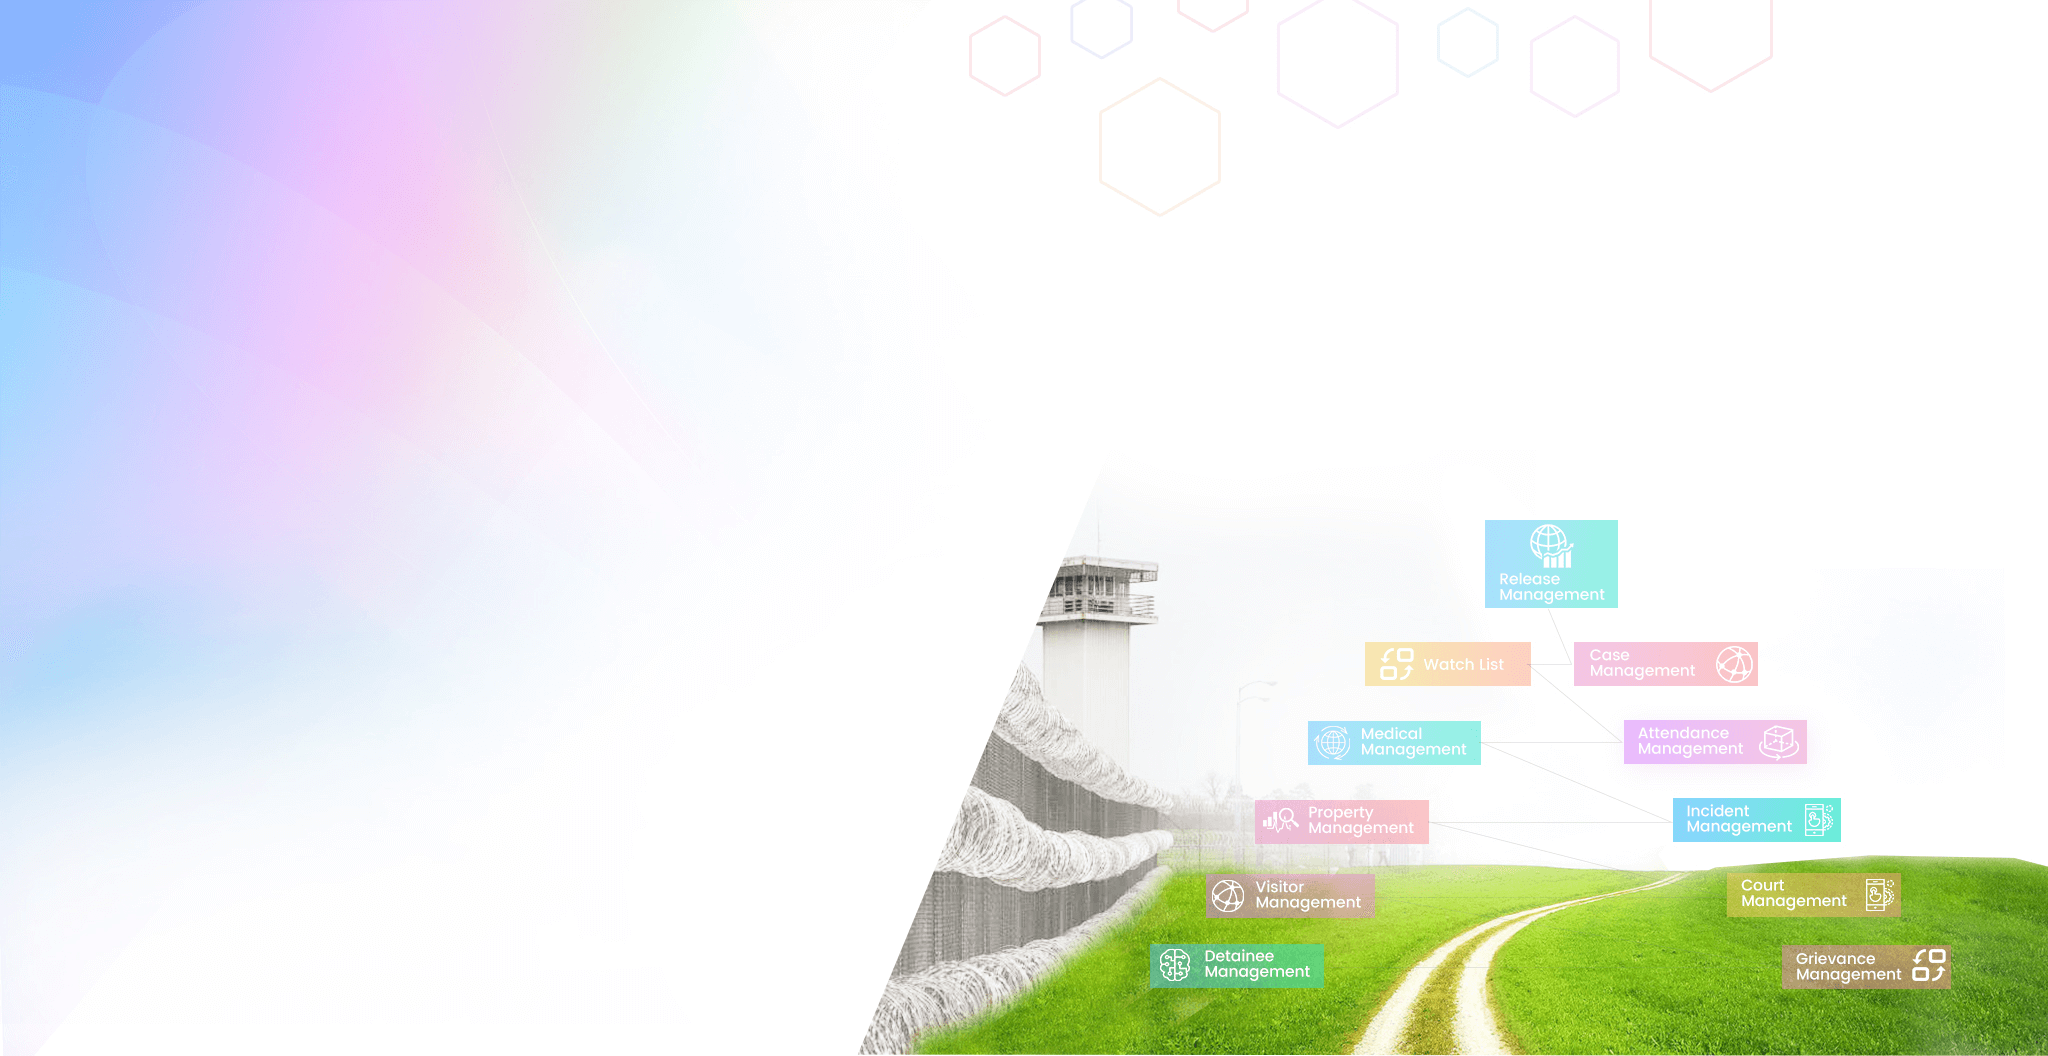 Release
Management
Watch List
Case
Management
Medical
Management
Attendance
Management
Property
Management
Incident
Management
Visitor
Management
Court
Management
Detainee
Management
Grievance
Management